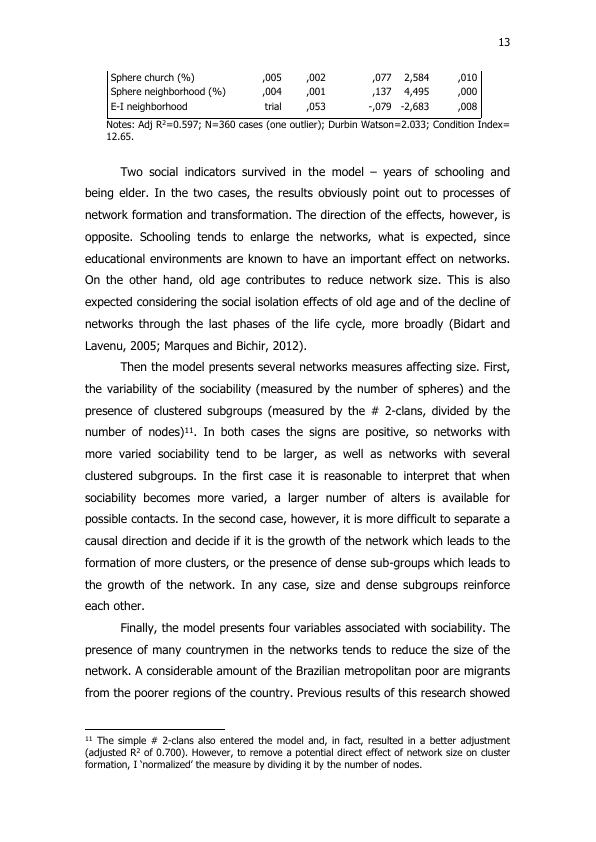 13
Sphere church (%) ,005 ,002 ,077 2,584 ,010
Sphere neighborhood (%) ,004 ,001 ,137 4,495 ,000
E-I neighborhood trial ,053 -,079 -2,683 ,008
Notes: Adj R²=0.597; N=360 cases (one outlier); Durbin Watson=2.033; Condition Index=
12.65.
Two social indicators survived in the model – years of schooling and
being elder. In the two cases, the results obviously point out to processes of
network formation and transformation. The direction of the effects, however, is
opposite. Schooling tends to enlarge the networks, what is expected, since
educational environments are known to have an important effect on networks.
On the other hand, old age contributes to reduce network size. This is also
expected considering the social isolation effects of old age and of the decline of
networks through the last phases of the life cycle, more broadly (Bidart and
Lavenu, 2005; Marques and Bichir, 2012).
Then the model presents several networks measures affecting size. First,
the variability of the sociability (measured by the number of spheres) and the
presence of clustered subgroups (measured by the # 2-clans, divided by the
number of nodes)¹¹. In both cases the signs are positive, so networks with
more varied sociability tend to be larger, as well as networks with several
clustered subgroups. In the first case it is reasonable to interpret that when
sociability becomes more varied, a larger number of alters is available for
possible contacts. In the second case, however, it is more difficult to separate a
causal direction and decide if it is the growth of the network which leads to the
formation of more clusters, or the presence of dense sub-groups which leads to
the growth of the network. In any case, size and dense subgroups reinforce
each other.
Finally, the model presents four variables associated with sociability. The
presence of many countrymen in the networks tends to reduce the size of the
network. A considerable amount of the Brazilian metropolitan poor are migrants
from the poorer regions of the country. Previous results of this research showed
¹¹ The simple # 2-clans also entered the model and, in fact, resulted in a better adjustment
(adjusted R² of 0.700). However, to remove a potential direct effect of network size on cluster
formation, I ‘normalized’ the measure by dividing it by the number of nodes.